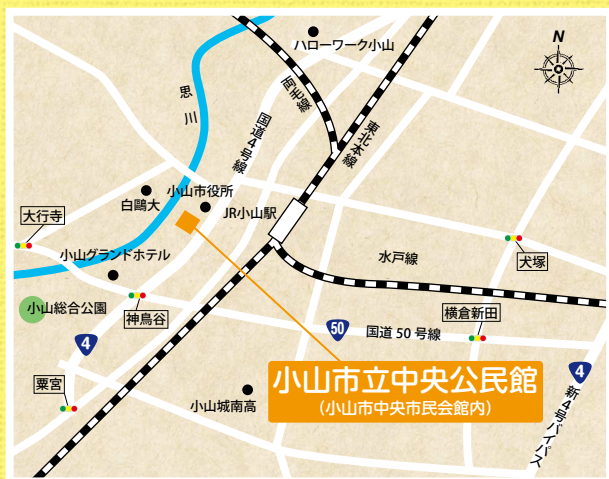 ハローワーク小山
N
両毛線
思川
国道4号線
東北本線
小山市役所
白鷗大
JR小山駅
大行寺
小山グランドホテル
水戸線
犬塚
小山総合公園
神鳥谷
横倉新田
50
国道50号線
4
小山市立中央公民館
(小山市中央市民会館内)
4
粟宮
小山城南高
新4号バイパス